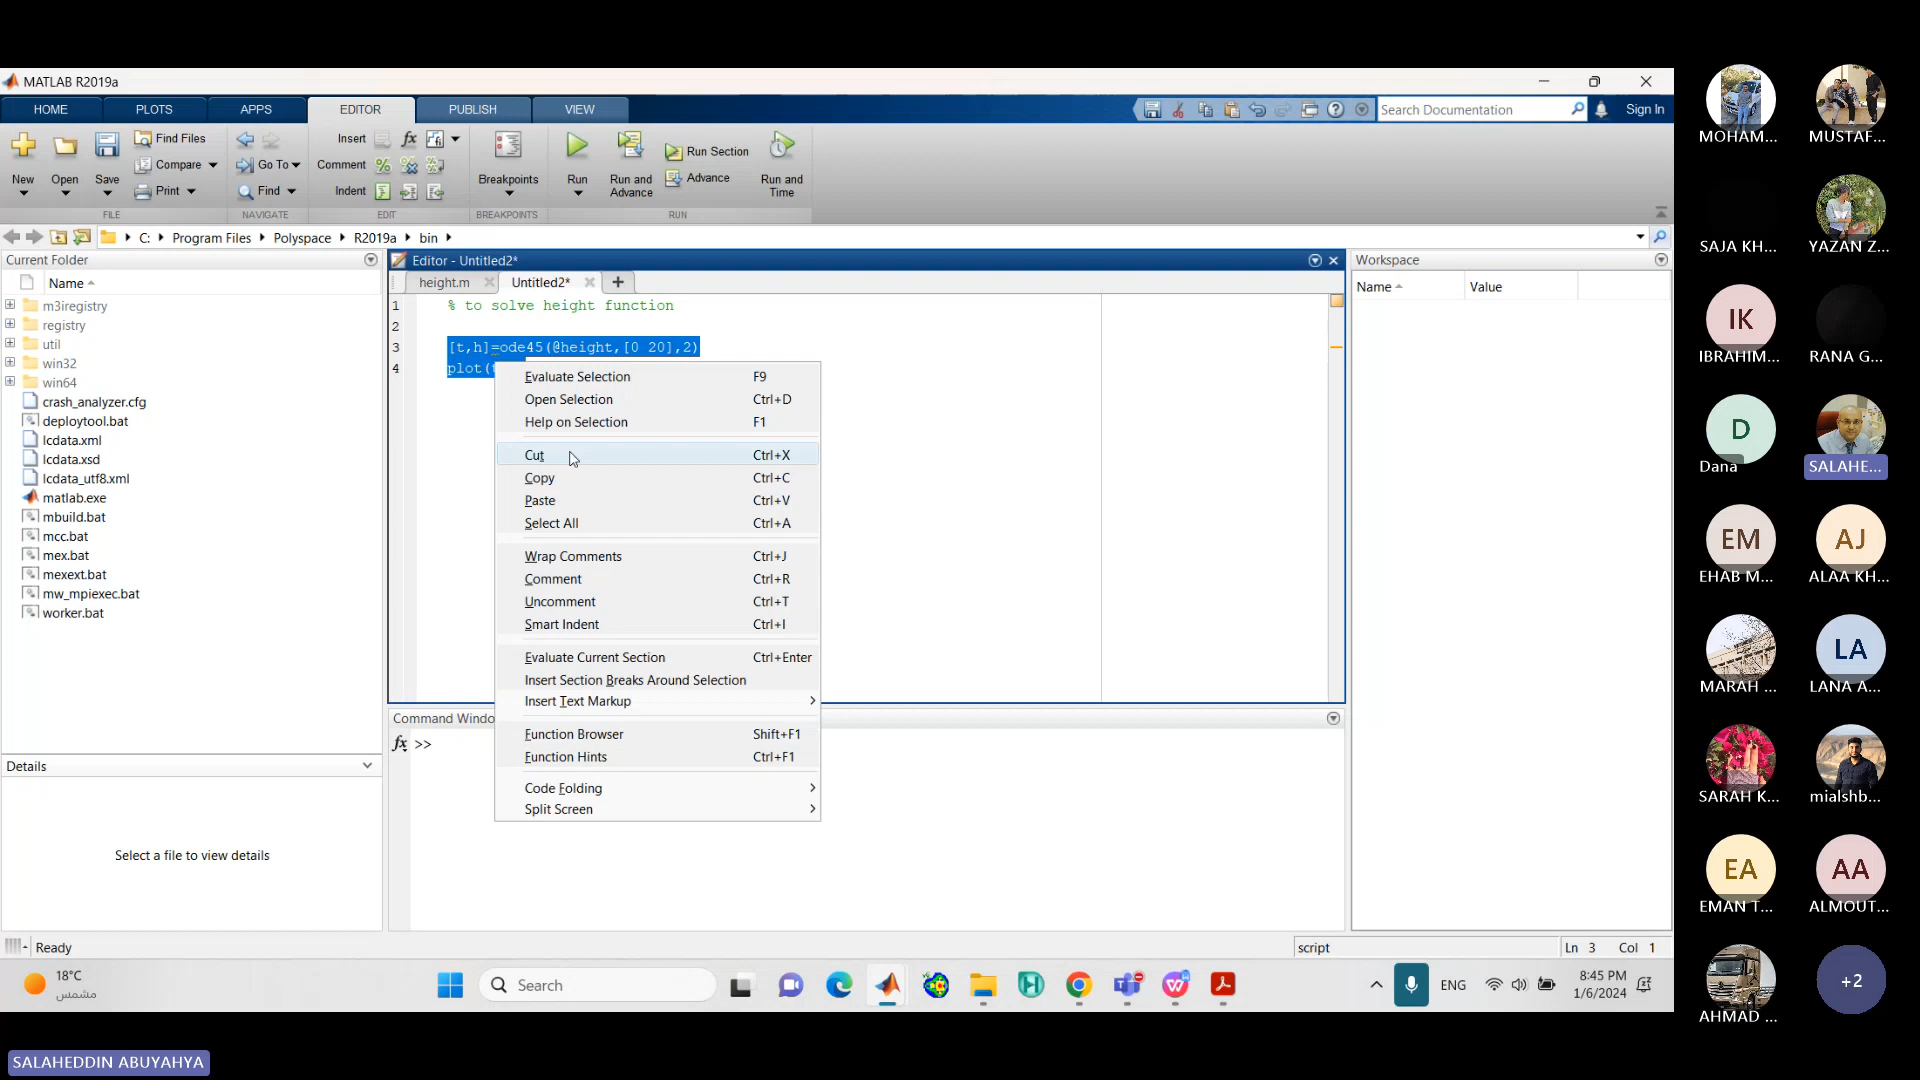 MATLAB R2019a
HOME PLOTS APPS EDITOR PUBLISH VIEW
Search Documentation
Sign In
New
Open
Save
Find Files
Compare
Print
FILE
Go To
Find
NAVIGATE
Insert
Comment
Indent
EDIT
Breakpoints
BREAKPOINTS
Run
Run and Advance
Run Section
Advance
Run and Time
RUN
C: Program Files Polyspace R2019a bin
Current Folder
Name
m3iregistry
registry
util
win32
win64
crash_analyzer.cfg
deploytool.bat
lcdata.xml
lcdata.xsd
lcdata_utf8.xml
matlab.exe
mbuild.bat
mcc.bat
mex.bat
mexext.bat
mw_mpiexec.bat
worker.bat
Details
Select a file to view details
Editor - Untitled2*
height.m Untitled2*
1 % to solve height function
2
3 [t,h]=ode45(@height,[0 20],2)
4 plot(
Evaluate Selection F9
Open Selection Ctrl+D
Help on Selection F1
Cut Ctrl+X
Copy Ctrl+C
Paste Ctrl+V
Select All Ctrl+A
Wrap Comments Ctrl+J
Comment Ctrl+R
Uncomment Ctrl+T
Smart Indent Ctrl+I
Evaluate Current Section Ctrl+Enter
Insert Section Breaks Around Selection
Insert Text Markup
Function Browser Shift+F1
Function Hints Ctrl+F1
Code Folding
Split Screen
Command Windo
fx >>
Workspace
Name Value
Ready
script
Ln 3 Col 1
18°C
مشمس
Search
ENG
8:45 PM
1/6/2024
MOHAM... MUSTAF...
SAJA KH... YAZAN Z...
IK
IBRAHIM... RANA G...
D
Dana SALAHE...
EM AJ
EHAB M... ALAA KH...
LA
MARAH ... LANA A...
SARAH K... mialshb...
EA AA
EMAN T... ALMOUT...
+2
AHMAD ...
SALAHEDDIN ABUYAHYA